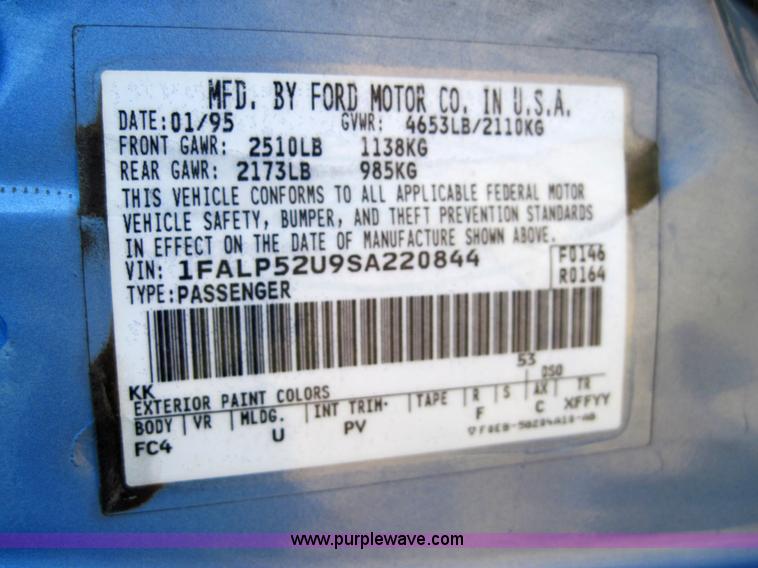 MFD. BY FORD MOTOR CO. IN U.S.A.
DATE: 01/95 GVWR: 4653LB/2110KG
FRONT GAWR: 2510LB 1138KG
REAR GAWR: 2173LB 985KG
THIS VEHICLE CONFORMS TO ALL APPLICABLE FEDERAL MOTOR
VEHICLE SAFETY, BUMPER, AND THEFT PREVENTION STANDARDS
IN EFFECT ON THE DATE OF MANUFACTURE SHOWN ABOVE.
VIN: 1FALP52U9SA220844 F0146
TYPE: PASSENGER R0164
53
KK DSO
EXTERIOR PAINT COLORS
BODY VR MLDG. INT TRIM- TAPE R S AX TR
FC4 U PV F C XFFYY
www.purplewave.com